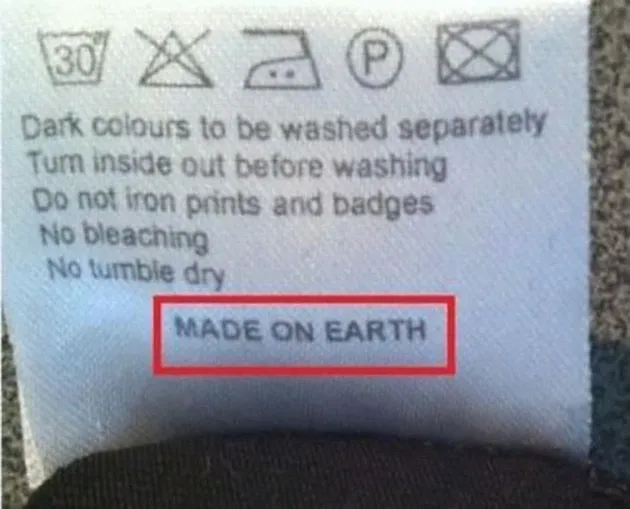 30 P
Dark colours to be washed separately
Turn inside out before washing
Do not iron prints and badges
No bleaching
No tumble dry
MADE ON EARTH